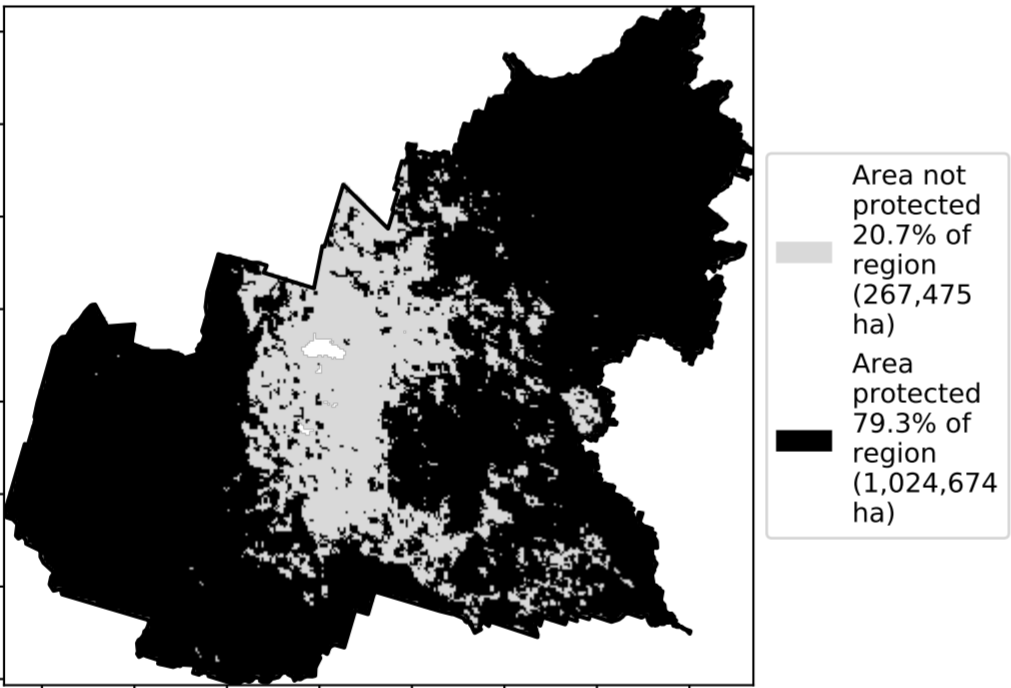 Area not
protected
20.7% of
region
(267,475
ha)
Area
protected
79.3% of
region
(1,024,674
ha)